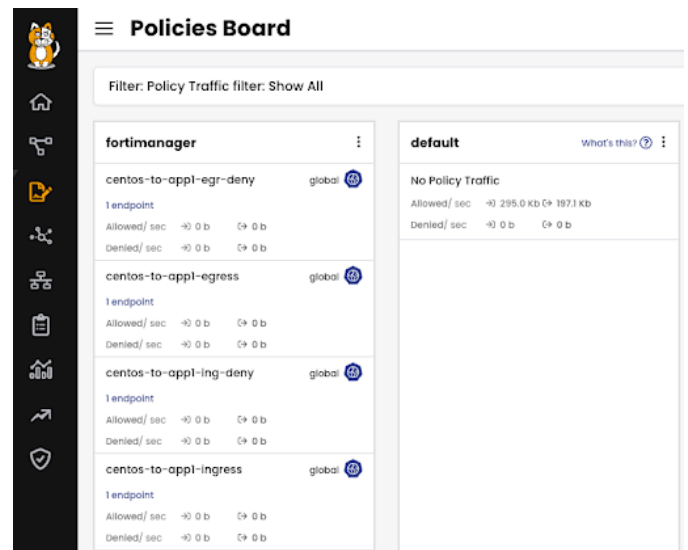 Policies Board
Filter: Policy Traffic filter: Show All
fortimanager
centos-to-app1-egr-deny global
1 endpoint
Allowed/ sec 0 b 0 b
Denied/ sec 0 b 0 b
centos-to-app1-egress global
1 endpoint
Allowed/ sec 0 b 0 b
Denied/ sec 0 b 0 b
centos-to-app1-ing-deny global
1 endpoint
Allowed/ sec 0 b 0 b
Denied/ sec 0 b 0 b
centos-to-app1-ingress global
1 endpoint
Allowed/ sec 0 b 0 b
Denied/ sec 0 b 0 b
default What's this?
No Policy Traffic
Allowed/ sec 295.0 Kb 197.1 Kb
Denied/ sec 0 b 0 b